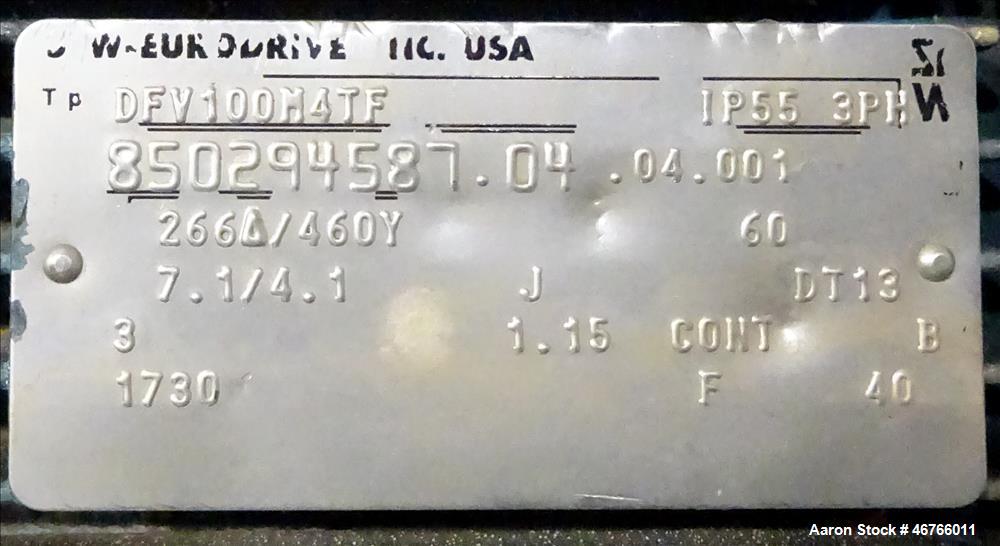 W-EURODRIVE INC. USA
Tp DFV100M4TF IP55 3PH
850294587.04 .04.001
266Δ/460Y 60
7.1/4.1 J DT13
3 1.15 CONT B
1730 F 40
Aaron Stock # 46766011